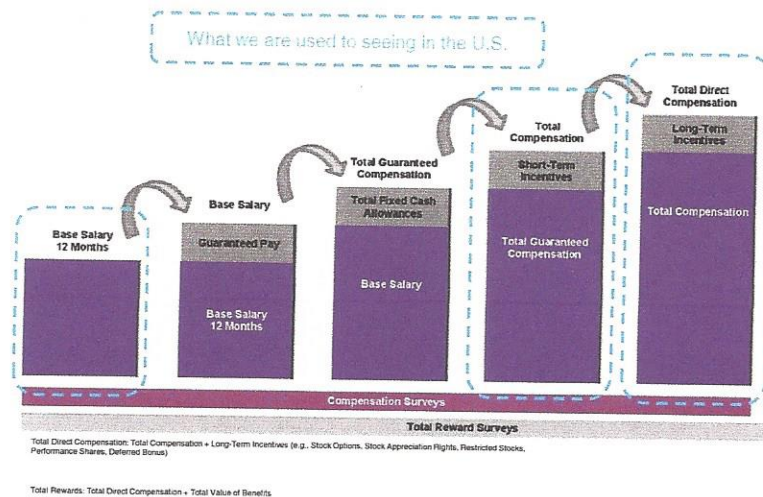 What we are used to seeing in the U.S.
Base Salary
12 Months
Base Salary
Guaranteed Pay
Base Salary
12 Months
Total Guaranteed
Compensation
Total Fixed Cash
Allowances
Base Salary
Total
Compensation
Short-Term
Incentives
Total Guaranteed
Compensation
Total Direct
Compensation
Long-Term
Incentives
Total Compensation
Compensation Surveys
Total Reward Surveys
Total Direct Compensation: Total Compensation + Long-Term Incentives (e.g., Stock Options, Stock Appreciation Rights, Restricted Stocks,
Performance Shares, Deferred Bonus)
Total Rewards: Total Direct Compensation + Total Value of Benefits